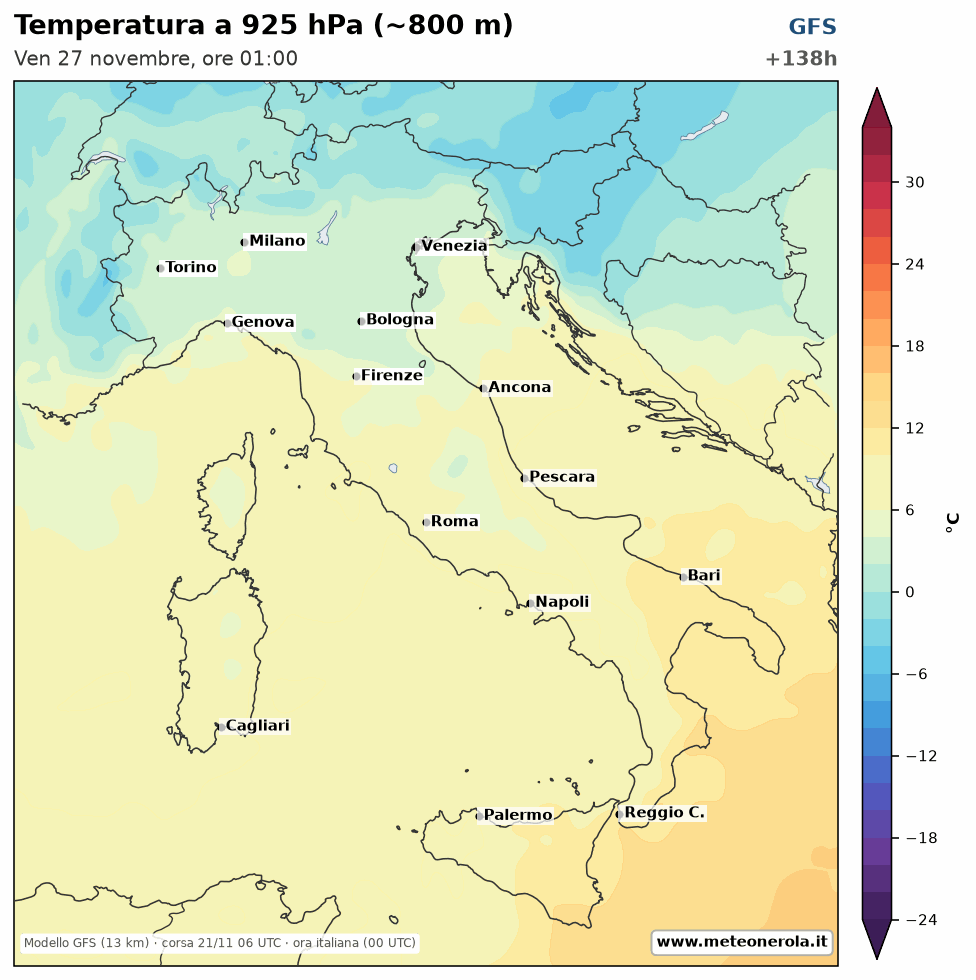 Temperatura a 925 hPa (~800 m)
GFS
Ven 27 novembre, ore 01:00
+138h
Milano
Venezia
Torino
Genova
Bologna
Firenze
Ancona
Pescara
Roma
Bari
Napoli
Cagliari
Palermo
Reggio C.
30
24
18
12
6
0
−6
−12
−18
−24
°C
Modello GFS (13 km) · corsa 21/11 06 UTC · ora italiana (00 UTC)
www.meteonerola.it